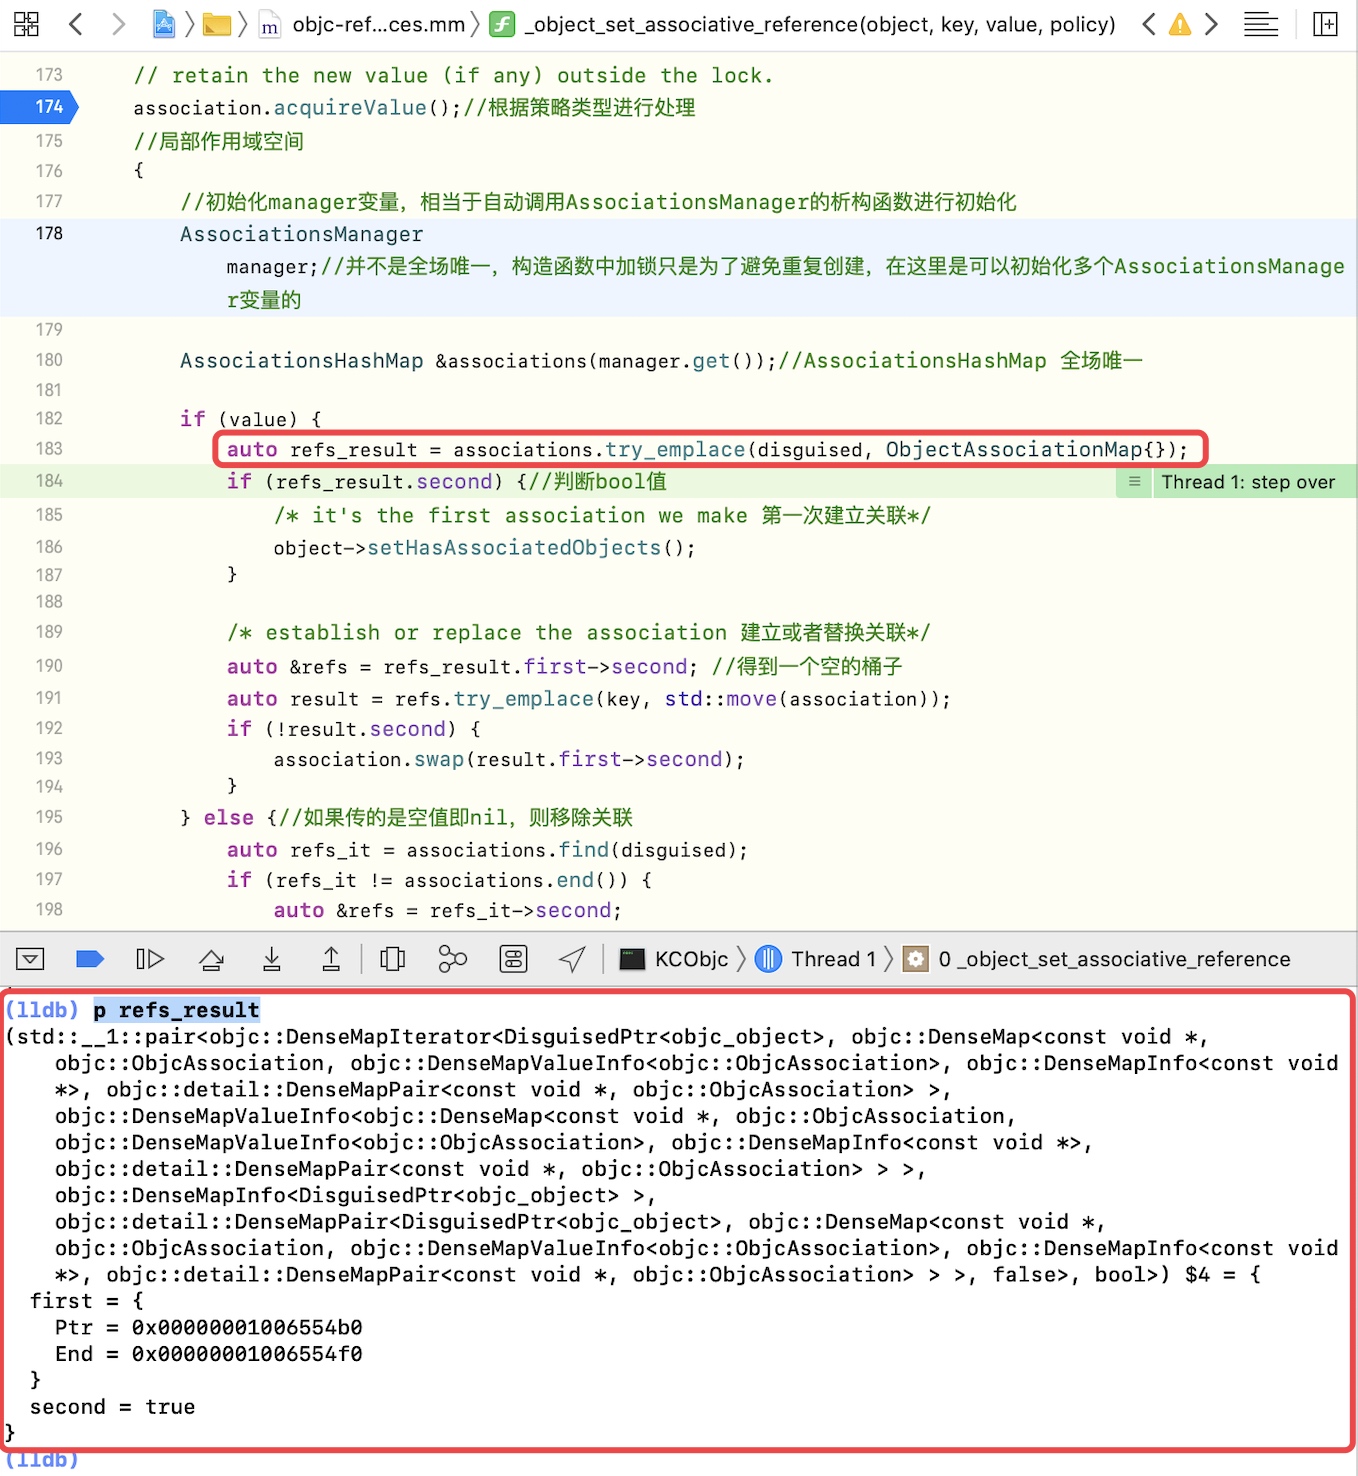 objc-ref...ces.mm
_object_set_associative_reference(object, key, value, policy)
173 // retain the new value (if any) outside the lock.
174 association.acquireValue();//根据策略类型进行处理
175 //局部作用域空间
176 {
177 //初始化manager变量，相当于自动调用AssociationsManager的析构函数进行初始化
178 AssociationsManager
manager;//并不是全场唯一，构造函数中加锁只是为了避免重复创建，在这里是可以初始化多个AssociationsManage
r变量的
179
180 AssociationsHashMap &associations(manager.get());//AssociationsHashMap 全场唯一
181
182 if (value) {
183 auto refs_result = associations.try_emplace(disguised, ObjectAssociationMap{});
184 if (refs_result.second) {//判断bool值 Thread 1: step over
185 /* it's the first association we make 第一次建立关联*/
186 object->setHasAssociatedObjects();
187 }
188
189 /* establish or replace the association 建立或者替换关联*/
190 auto &refs = refs_result.first->second; //得到一个空的桶子
191 auto result = refs.try_emplace(key, std::move(association));
192 if (!result.second) {
193 association.swap(result.first->second);
194 }
195 } else {//如果传的是空值即nil，则移除关联
196 auto refs_it = associations.find(disguised);
197 if (refs_it != associations.end()) {
198 auto &refs = refs_it->second;
KCObjc Thread 1 0 _object_set_associative_reference
(lldb) p refs_result
(std::__1::pair<objc::DenseMapIterator<DisguisedPtr<objc_object>, objc::DenseMap<const void *,
objc::ObjcAssociation, objc::DenseMapValueInfo<objc::ObjcAssociation>, objc::DenseMapInfo<const void
*>, objc::detail::DenseMapPair<const void *, objc::ObjcAssociation> >,
objc::DenseMapValueInfo<objc::DenseMap<const void *, objc::ObjcAssociation,
objc::DenseMapValueInfo<objc::ObjcAssociation>, objc::DenseMapInfo<const void *>,
objc::detail::DenseMapPair<const void *, objc::ObjcAssociation> > >,
objc::DenseMapInfo<DisguisedPtr<objc_object> >,
objc::detail::DenseMapPair<DisguisedPtr<objc_object>, objc::DenseMap<const void *,
objc::ObjcAssociation, objc::DenseMapValueInfo<objc::ObjcAssociation>, objc::DenseMapInfo<const void
*>, objc::detail::DenseMapPair<const void *, objc::ObjcAssociation> > >, false>, bool>) $4 = {
first = {
Ptr = 0x00000001006554b0
End = 0x00000001006554f0
}
second = true
}
(lldb)